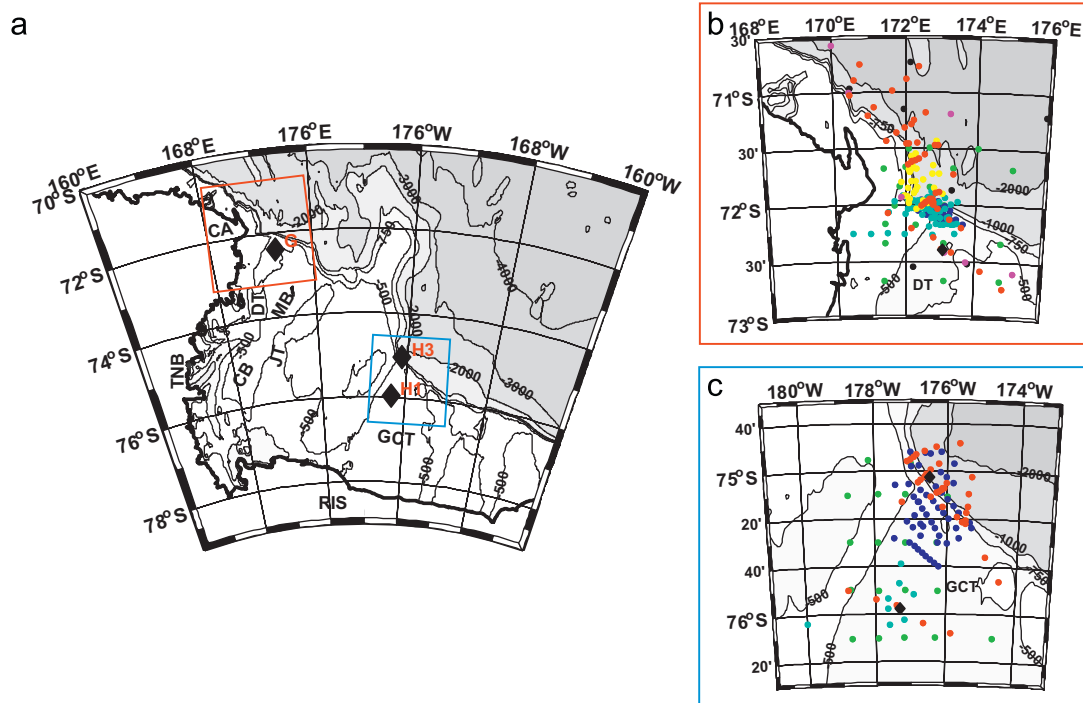 a
160°E
168°E
176°E
176°W
168°W
160°W
70°S
72°S
74°S
76°S
78°S
CA
G
DT
MB
JT
CB
TNB
GCT
RIS
H3
H1
-2000
-3000
-750
-500
-2000
-4000
-2000
-3000
-500
-500
-500
-500
b
168°E
170°E
172°E
174°E
176°E
30'
71°S
30'
72°S
30'
73°S
-750
-2000
-1000
-750
-500
-500
DT
c
180°W
178°W
176°W
174°W
40'
75°S
20'
40'
76°S
20'
-2000
-1000
-750
-500
-500
-500
GCT